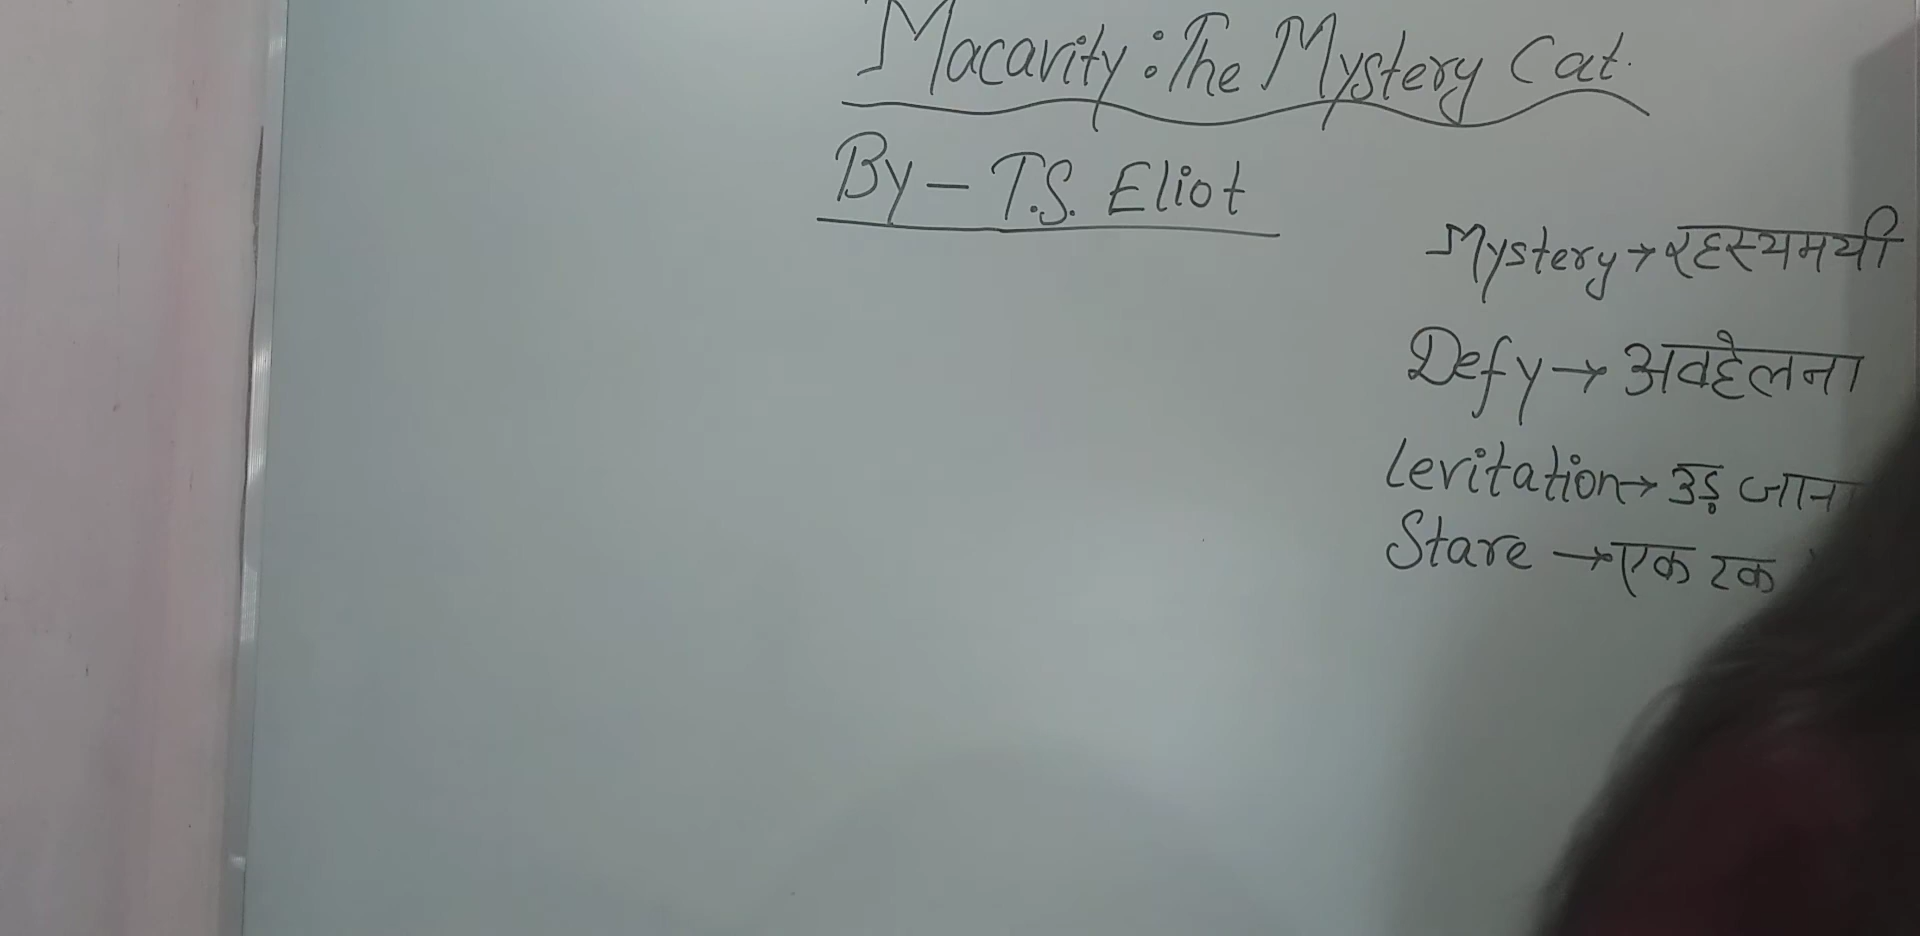 Macavity: The Mystery Cat.
By - T.S. Eliot
Mystery → रहस्यमयी
Defy → अवहेलना
Levitation → उड़ जाना
Stare → एक टक